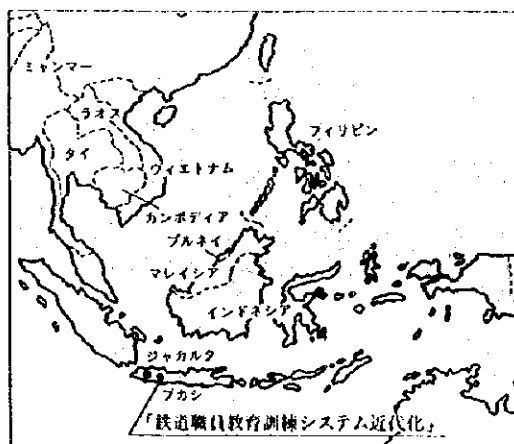 ミャンマー
ラオス
タイ
ヴィエトナム
カンボディア
フィリピン
ブルネイ
マレイシア
インドネシア
ジャカルタ
ブカシ
「鉄道職員教育訓練システム近代化」